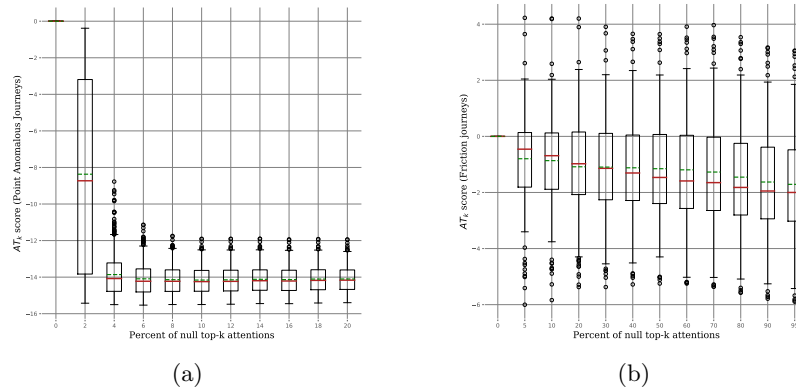 0
−2
−4
−6
−8
−10
−12
−14
−16
AT_k score (Point Anomalous Journeys)
0 2 4 6 8 10 12 14 16 18 20
Percent of null top-k attentions
(a)
4
2
0
−2
−4
−6
AT_k score (Friction journeys)
0 5 10 20 30 40 50 60 70 80 90 95
Percent of null top-k attentions
(b)